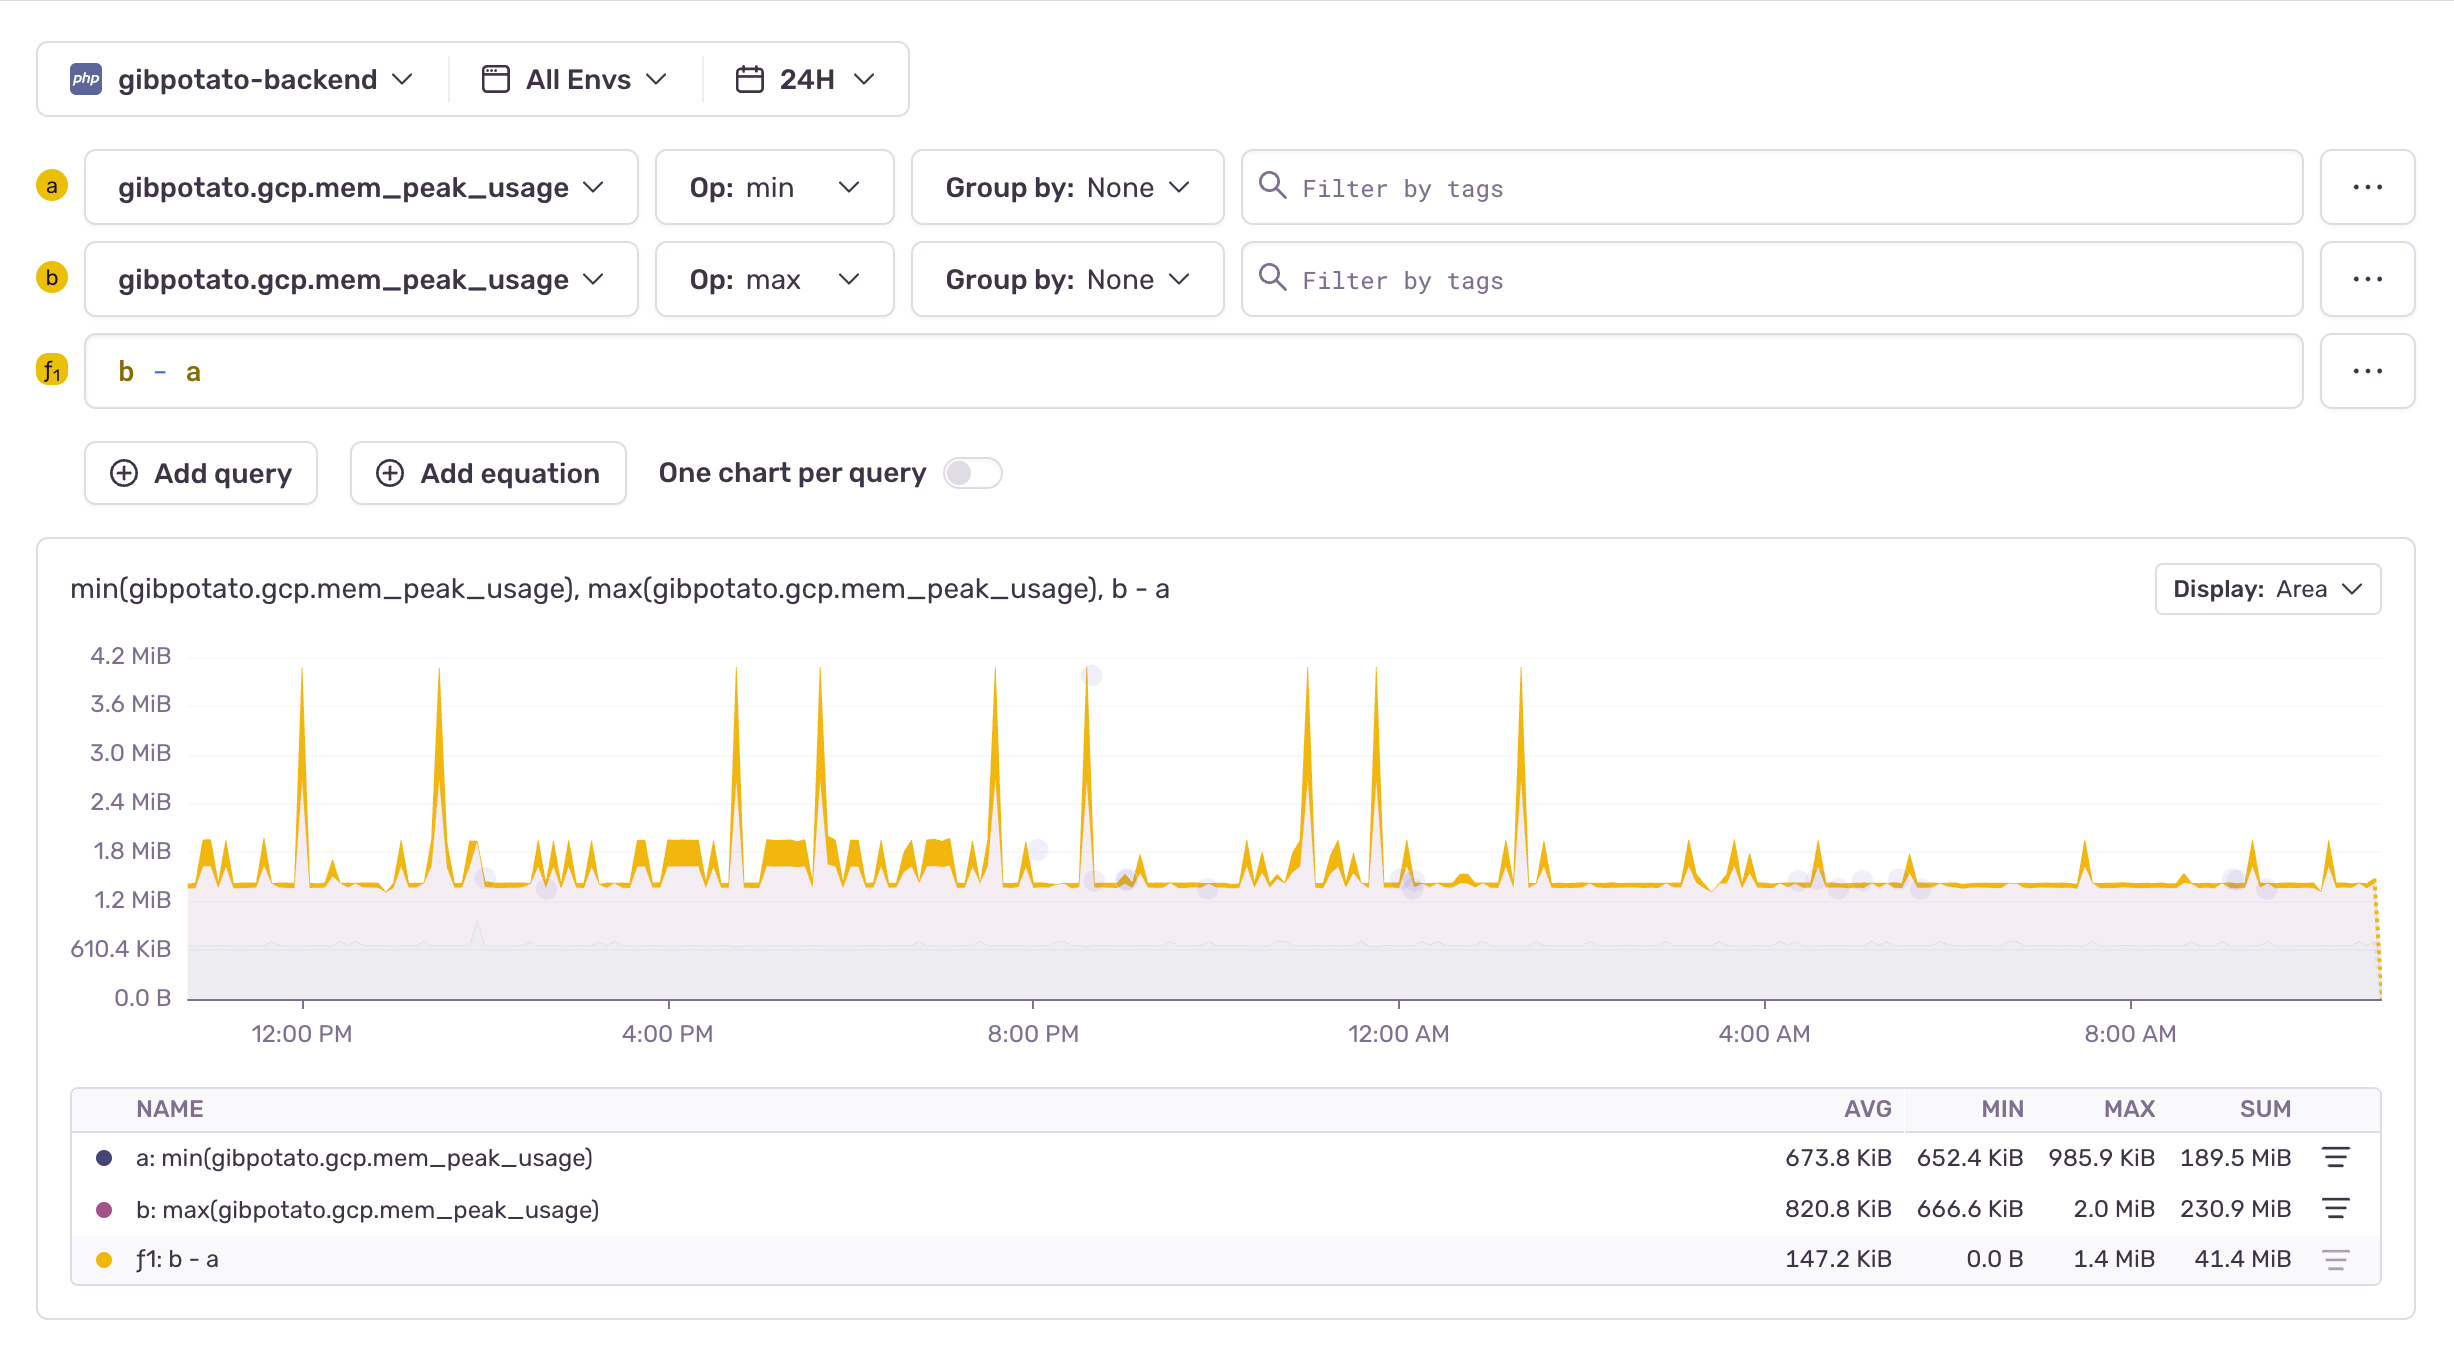 php gibpotato-backend All Envs 24H
a gibpotato.gcp.mem_peak_usage Op: min Group by: None Filter by tags ...
b gibpotato.gcp.mem_peak_usage Op: max Group by: None Filter by tags ...
ƒ1 b - a ...
Add query Add equation One chart per query
min(gibpotato.gcp.mem_peak_usage), max(gibpotato.gcp.mem_peak_usage), b - a Display: Area
4.2 MiB
3.6 MiB
3.0 MiB
2.4 MiB
1.8 MiB
1.2 MiB
610.4 KiB
0.0 B
12:00 PM 4:00 PM 8:00 PM 12:00 AM 4:00 AM 8:00 AM
NAME AVG MIN MAX SUM
a: min(gibpotato.gcp.mem_peak_usage) 673.8 KiB 652.4 KiB 985.9 KiB 189.5 MiB
b: max(gibpotato.gcp.mem_peak_usage) 820.8 KiB 666.6 KiB 2.0 MiB 230.9 MiB
ƒ1: b - a 147.2 KiB 0.0 B 1.4 MiB 41.4 MiB